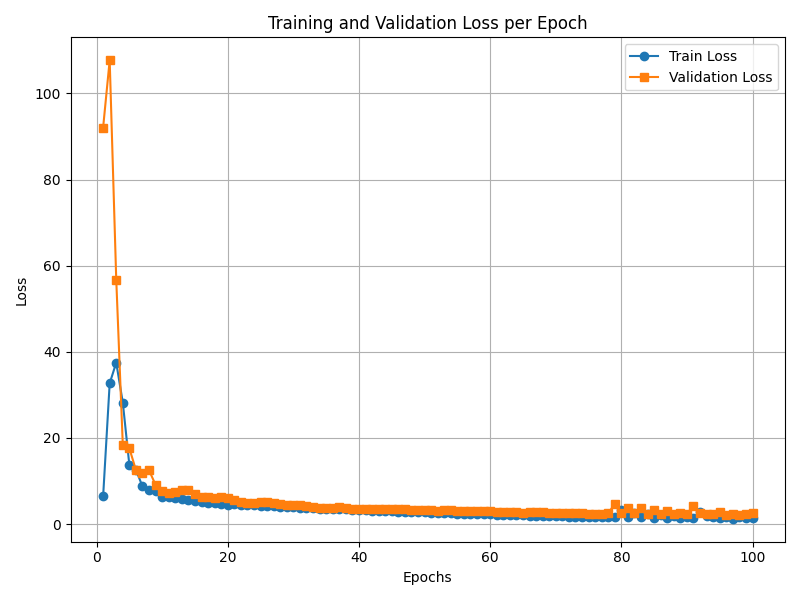 Training and Validation Loss per Epoch
Train Loss
Validation Loss
100
80
60
40
20
0
Loss
0 20 40 60 80 100
Epochs